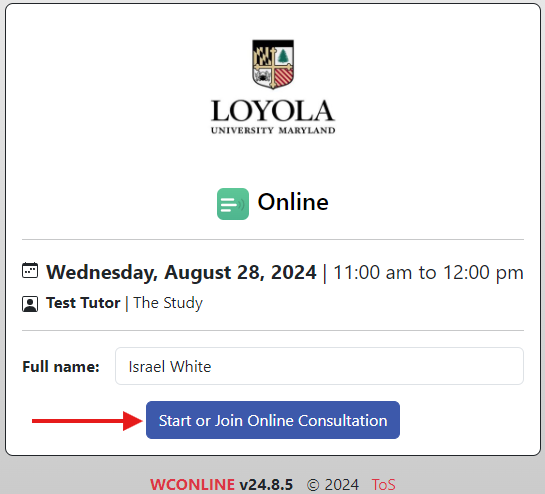 LOYOLA
UNIVERSITY MARYLAND
Online
Wednesday, August 28, 2024 | 11:00 am to 12:00 pm
Test Tutor | The Study
Full name: Israel White
Start or Join Online Consultation
WCONLINE v24.8.5 © 2024 ToS